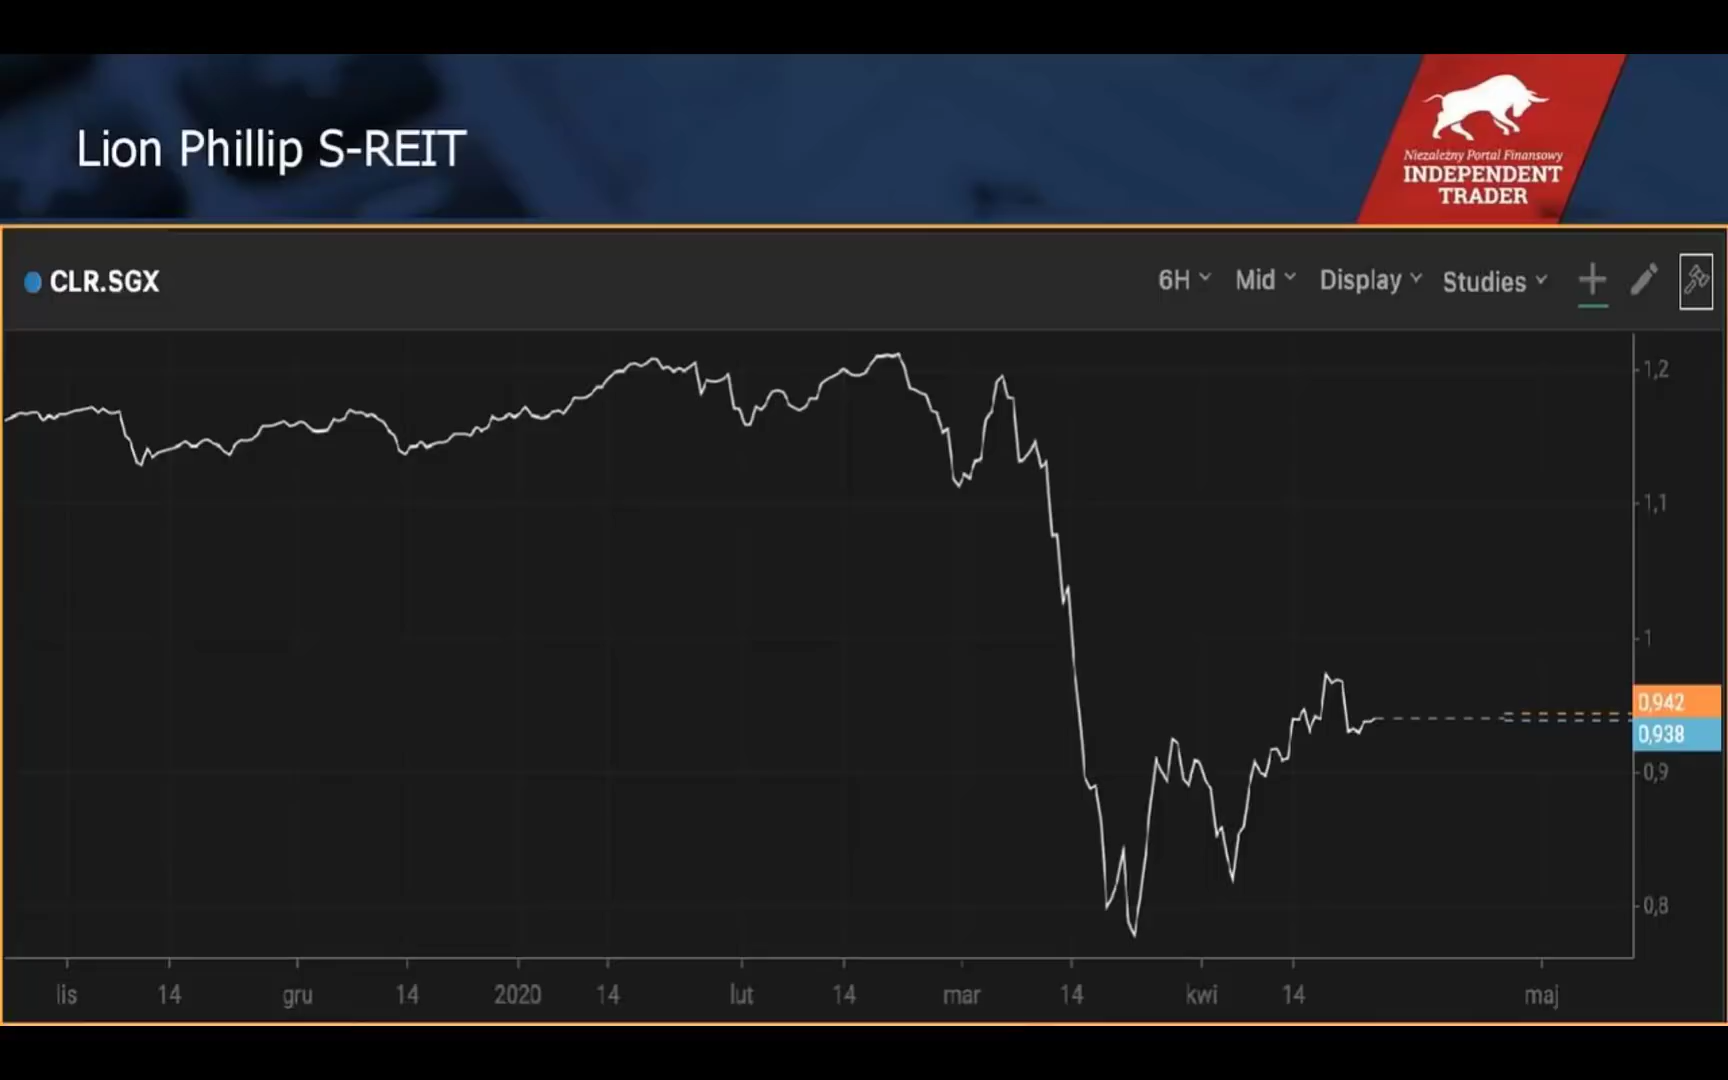 Lion Phillip S-REIT
Niezależny Portal Finansowy
INDEPENDENT
TRADER
CLR.SGX
6H Mid Display Studies
1,2
1,1
1
0,942
0,938
0,9
0,8
lis 14 gru 14 2020 14 lut 14 mar 14 kwi 14 maj